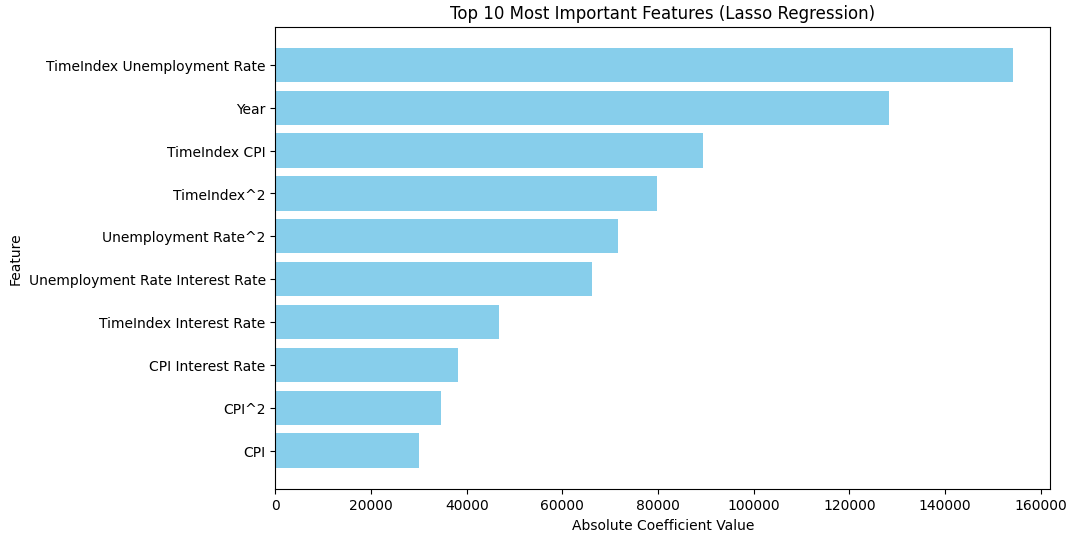 Top 10 Most Important Features (Lasso Regression)
TimeIndex Unemployment Rate
Year
TimeIndex CPI
TimeIndex^2
Unemployment Rate^2
Unemployment Rate Interest Rate
TimeIndex Interest Rate
CPI Interest Rate
CPI^2
CPI
Feature
0 20000 40000 60000 80000 100000 120000 140000 160000
Absolute Coefficient Value